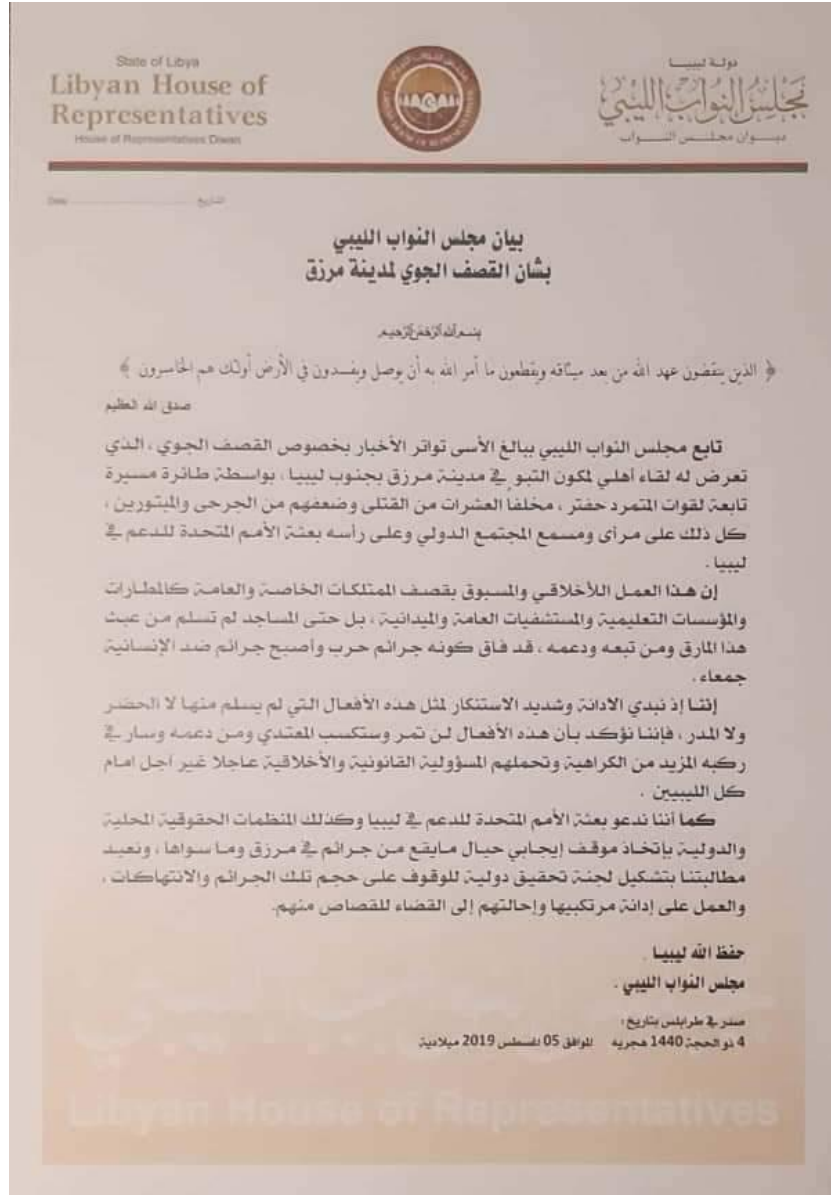 State of Libya
Libyan House of
Representatives
House of Representatives Diwan
دولة ليبيا
مجلس النواب الليبي
ديوان مجلس النواب
Date
التاريخ
بيان مجلس النواب الليبي
بشان القصف الجوي لمدينة مرزق
بسم الله الرحمن الرحيم
﴿ الذين ينقضون عهد الله من بعد ميثاقه ويقطعون ما أمر الله به أن يوصل ويفسدون في الأرض أولئك هم الخاسرون ﴾
صدق الله العظيم
تابع مجلس النواب الليبي ببالغ الأسى تواتر الأخبار بخصوص القصف الجوي ، الذي
تعرض له لقاء أهلي لمكون التبو في مدينة مرزق بجنوب ليبيا ، بواسطة طائرة مسيرة
تابعة لقوات المتمرد حفتر ، مخلفا العشرات من القتلى وضعفهم من الجرحى والمبتورين ،
كل ذلك على مرأى ومسمع المجتمع الدولي وعلى رأسه بعثة الأمم المتحدة للدعم في
ليبيا .
إن هذا العمل اللأخلاقي والمسبوق بقصف الممتلكات الخاصة والعامة كالمطارات
والمؤسسات التعليمية والمستشفيات العامة والميدانية ، بل حتى المساجد لم تسلم من عبث
هذا المارق ومن تبعه ودعمه ، قد فاق كونه جرائم حرب وأصبح جرائم ضد الإنسانية
جمعاء .
إننا إذ نبدي الادانة وشديد الاستنكار لمثل هذه الأفعال التي لم يسلم منها لا الحضر
ولا المدر ، فإننا نؤكد بأن هذه الأفعال لن تمر وستكسب المعتدي ومن دعمه وسار في
ركبه المزيد من الكراهية وتحملهم المسؤولية القانونية والأخلاقية عاجلا غير اجل امام
كل الليبيين .
كما أننا ندعو بعثة الأمم المتحدة للدعم في ليبيا وكذلك المنظمات الحقوقية المحلية
والدولية بإتخاذ موقف إيجابي حيال مايقع من جرائم في مرزق وما سواها ، ونعيد
مطالبتنا بتشكيل لجنة تحقيق دولية للوقوف على حجم تلك الجرائم والانتهاكات ،
والعمل على إدانة مرتكبيها وإحالتهم إلى القضاء للقصاص منهم.
حفظ الله ليبيا .
مجلس النواب الليبي .
صدر في طرابلس بتاريخ :
4 ذو الحجة 1440 هجريه الموافق 05 اغسطس 2019 ميلادية
Libyan House of Representatives